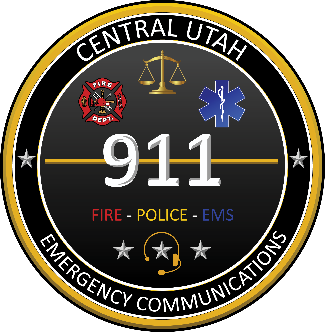 CENTRAL UTAH
FIRE
DEPT.
911
FIRE - POLICE - EMS
EMERGENCY COMMUNICATIONS